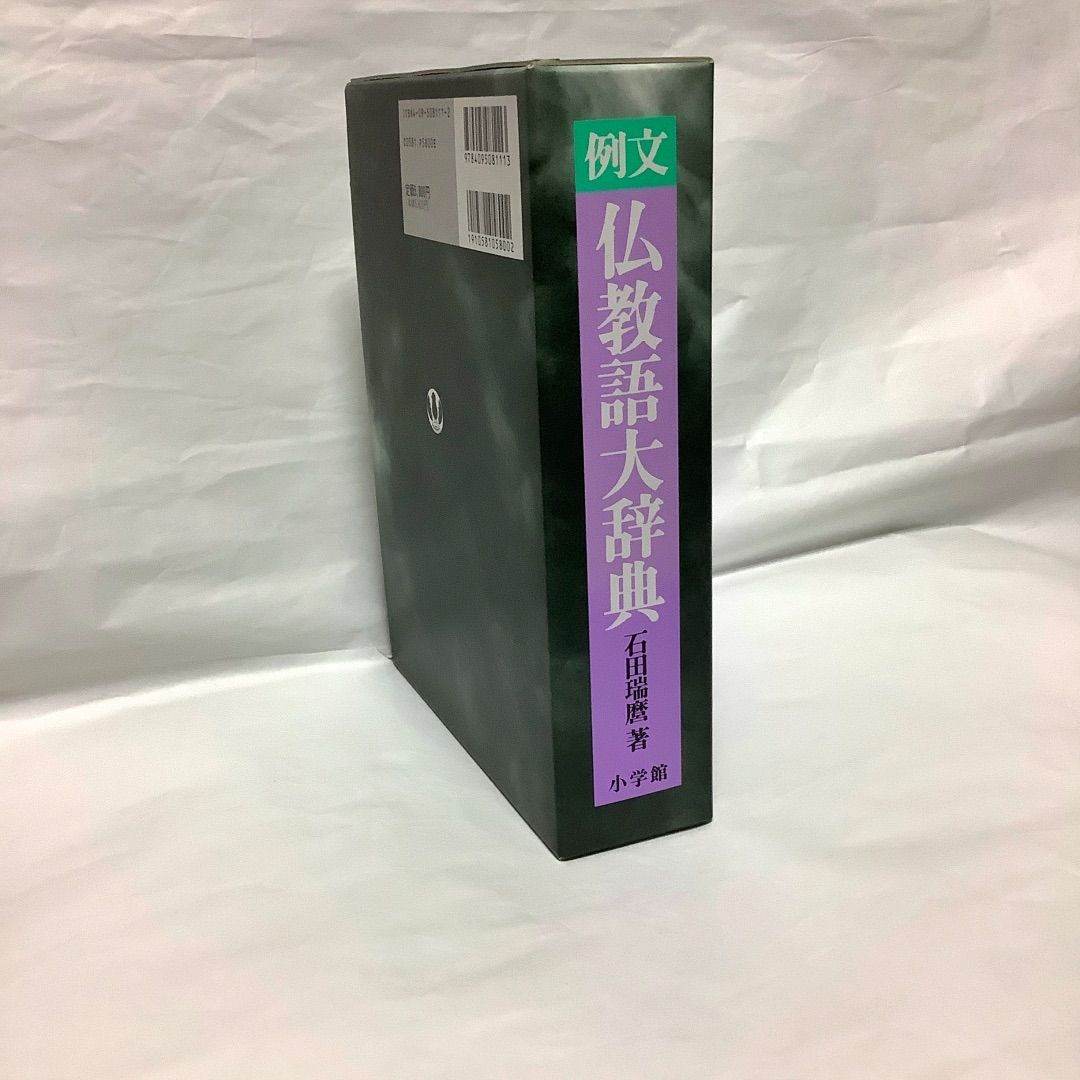 例文
仏教語大辞典
石田瑞麿 著
小学館
9784095081113
1910581058002